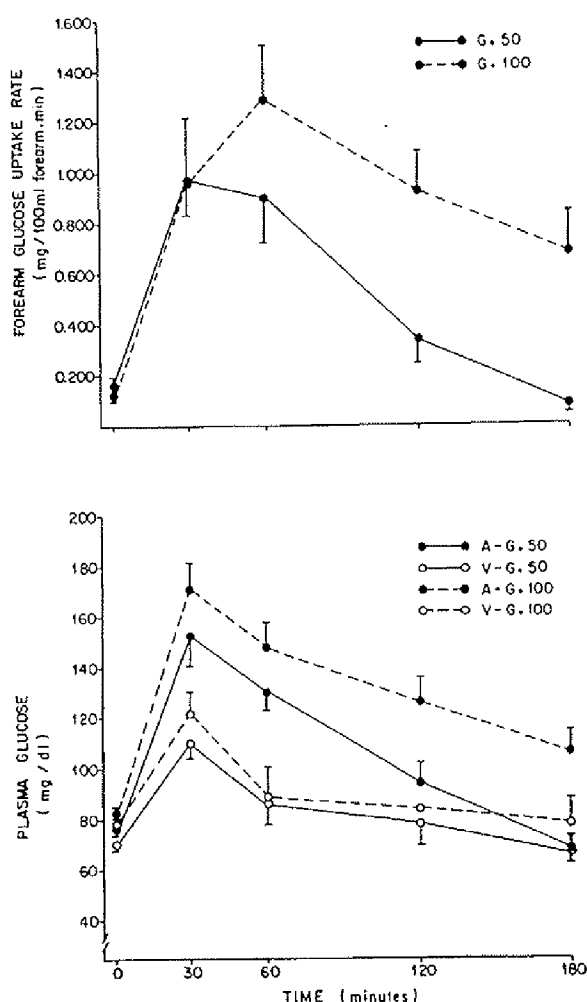 1.600
1.400
1.200
1.000
0.800
0.600
0.400
0.200
FOREARM GLUCOSE UPTAKE RATE
(mg/100ml forearm.min)
G. 50
G. 100
200
180
160
140
120
100
80
60
40
PLASMA GLUCOSE
(mg/dl)
A-G. 50
V-G. 50
A-G. 100
V-G. 100
0 30 60 120 180
TIME (minutes)